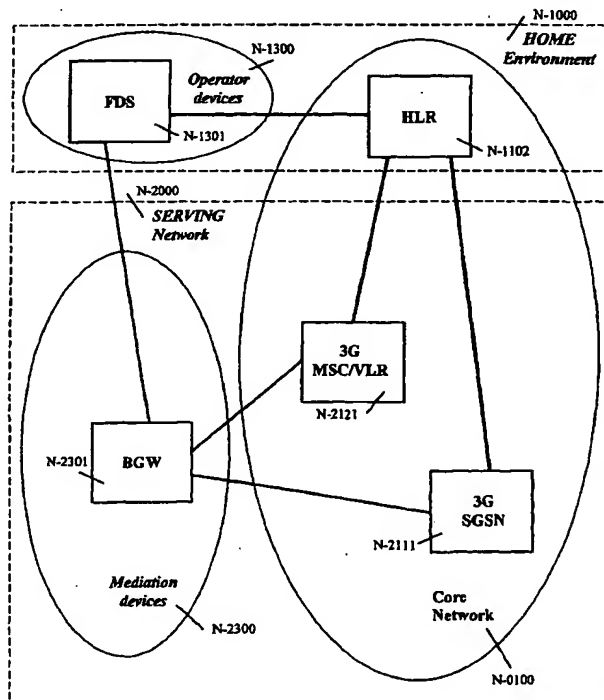 N-1000
HOME
Environment
N-1300
Operator
devices
FDS
N-1301
HLR
N-1102
N-2000
SERVING
Network
3G
MSC/VLR
N-2121
N-2301
BGW
3G
SGSN
N-2111
Mediation
devices
N-2300
Core
Network
N-0100